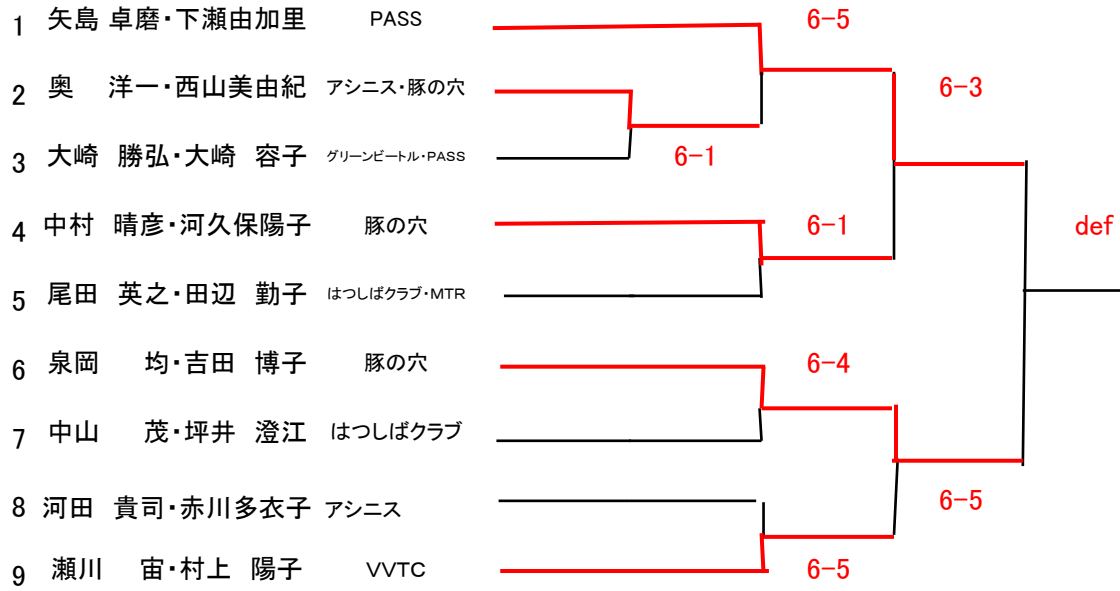 1 矢島 卓磨・下瀬由加里 PASS 6-5
2 奥 洋一・西山美由紀 アシニス・豚の穴 6-3
3 大崎 勝弘・大崎 容子 グリーンビートル・PASS 6-1
4 中村 晴彦・河久保陽子 豚の穴 6-1 def
5 尾田 英之・田辺 勤子 はつしばクラブ・MTR
6 泉岡 均・吉田 博子 豚の穴 6-4
7 中山 茂・坪井 澄江 はつしばクラブ
8 河田 貴司・赤川多衣子 アシニス 6-5
9 瀬川 宙・村上 陽子 VVTC 6-5